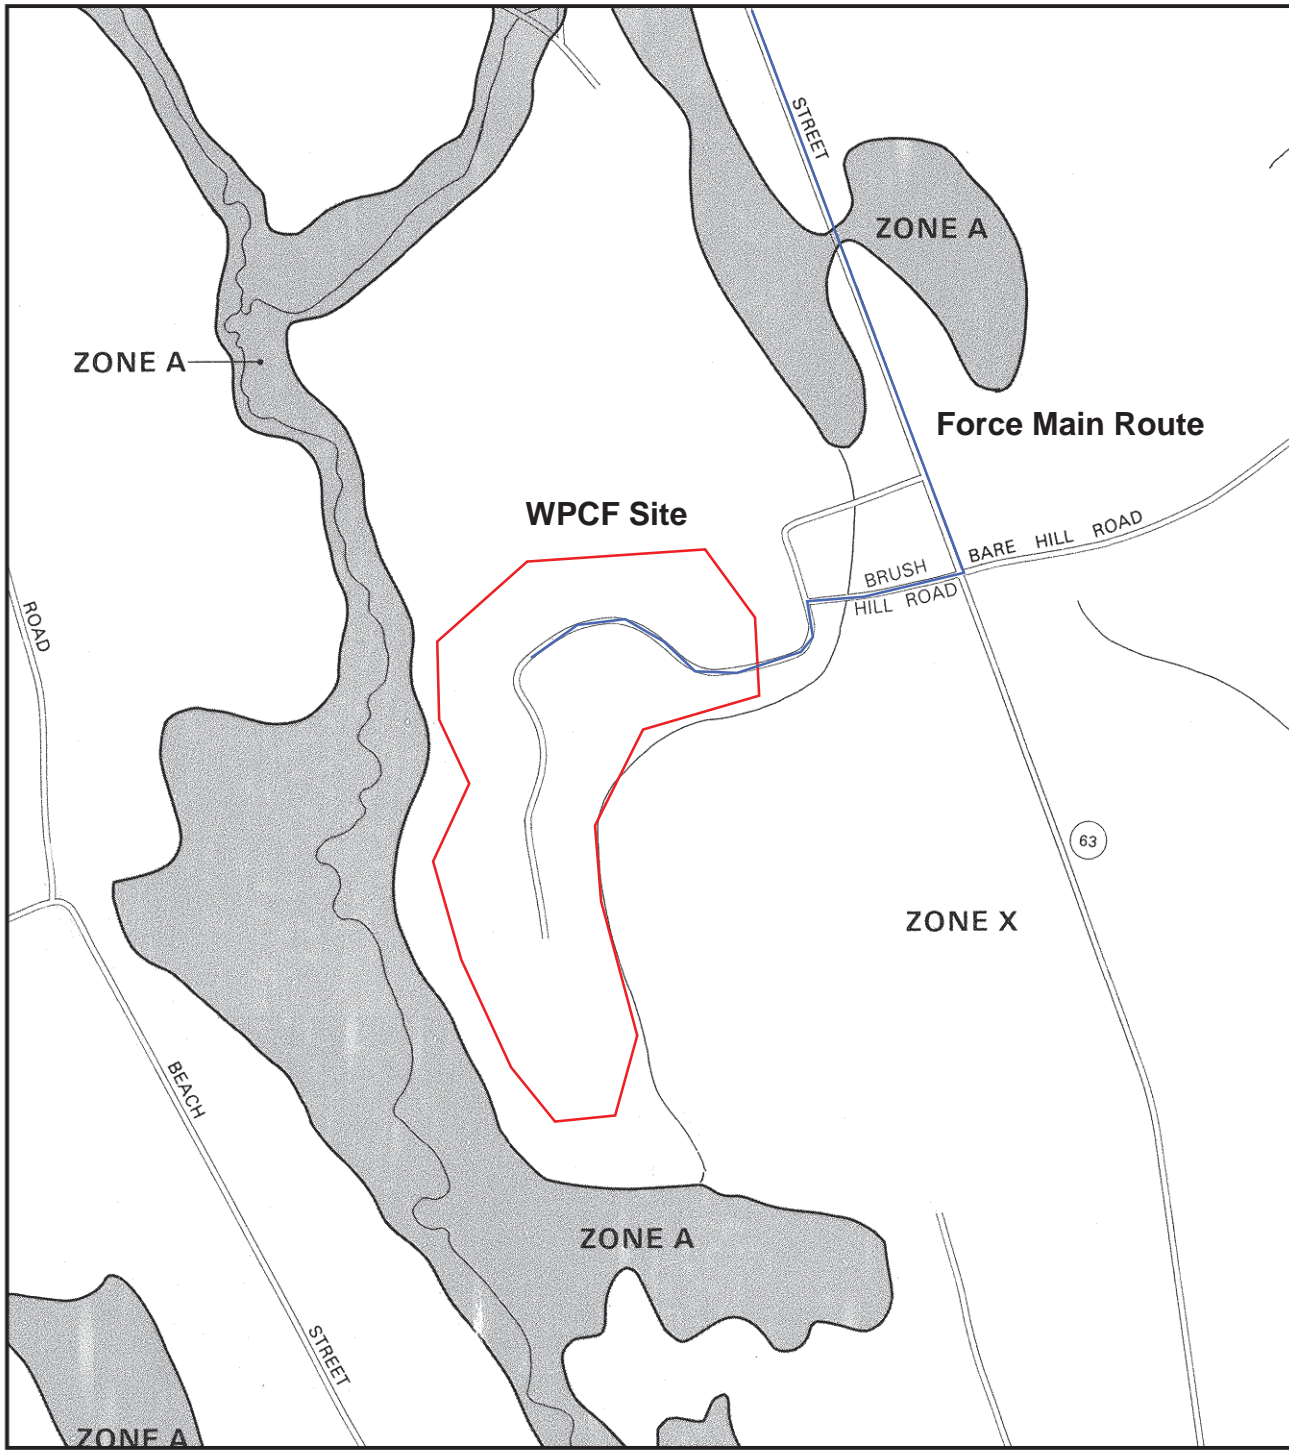 STREET
ZONE A
ZONE A
Force Main Route
WPCF Site
BARE HILL ROAD
BRUSH
HILL ROAD
ROAD
63
ZONE X
BEACH
ZONE A
STREET
ZONE A